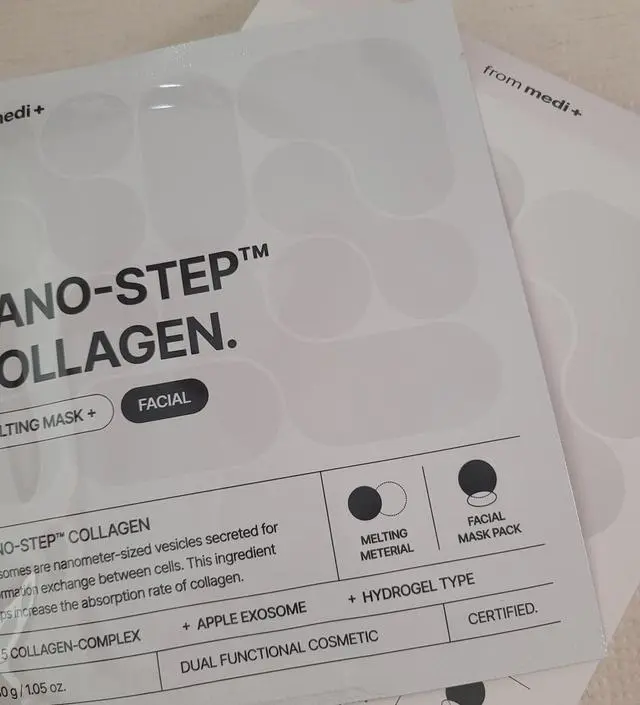 medi+
from medi+
ANO-STEP™
OLLAGEN.
LTING MASK +
FACIAL
NO-STEP™ COLLAGEN
somes are nanometer-sized vesicles secreted for
rmation exchange between cells. This ingredient
ps increase the absorption rate of collagen.
MELTING
METERIAL
FACIAL
MASK PACK
5 COLLAGEN-COMPLEX
+ APPLE EXOSOME
+ HYDROGEL TYPE
0 g / 1.05 oz.
DUAL FUNCTIONAL COSMETIC
CERTIFIED.